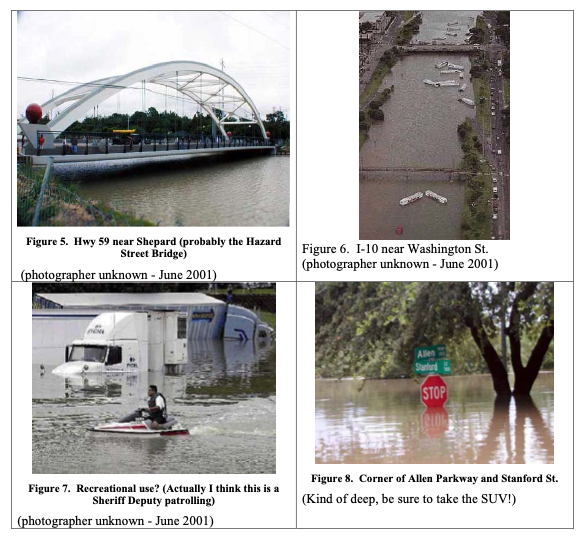 Figure 5. Hwy 59 near Shepard (probably the Hazard
Street Bridge)
(photographer unknown - June 2001)
Figure 6. I-10 near Washington St.
(photographer unknown - June 2001)
Allen
Stanford
STOP
Figure 7. Recreational use? (Actually I think this is a
Sheriff Deputy patrolling)
(photographer unknown - June 2001)
Figure 8. Corner of Allen Parkway and Stanford St.
(Kind of deep, be sure to take the SUV!)